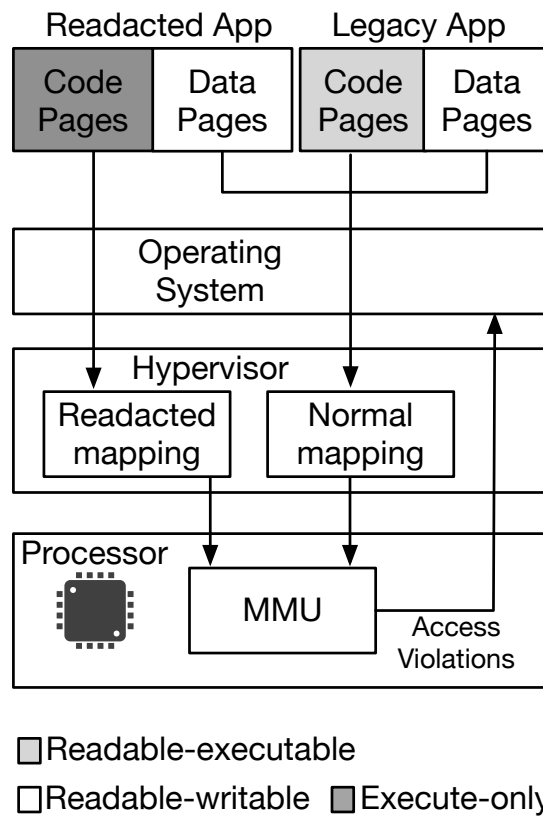 Readacted App
Legacy App
Code
Pages
Data
Pages
Code
Pages
Data
Pages
Operating
System
Hypervisor
Readacted
mapping
Normal
mapping
Processor
MMU
Access
Violations
Readable-executable
Readable-writable
Execute-only